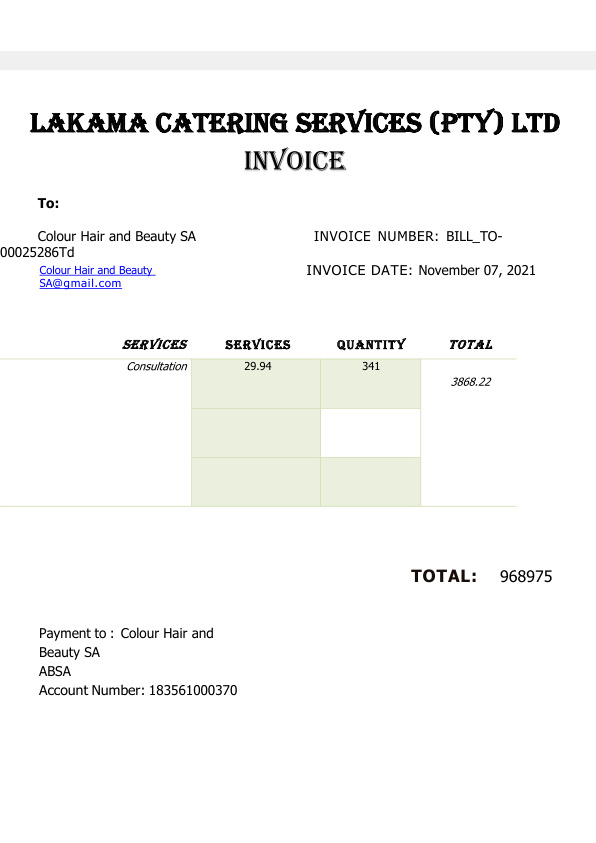 LAKAMA CATERING SERVICES (PTY) LTD
INVOICE
To:
Colour Hair and Beauty SA INVOICE NUMBER: BILL_TO-
00025286Td
Colour Hair and Beauty INVOICE DATE: November 07, 2021
SA@gmail.com
SERVICES SERVICES QUANTITY TOTAL
Consultation 29.94 341
3868.22
TOTAL: 968975
Payment to : Colour Hair and
Beauty SA
ABSA
Account Number: 183561000370